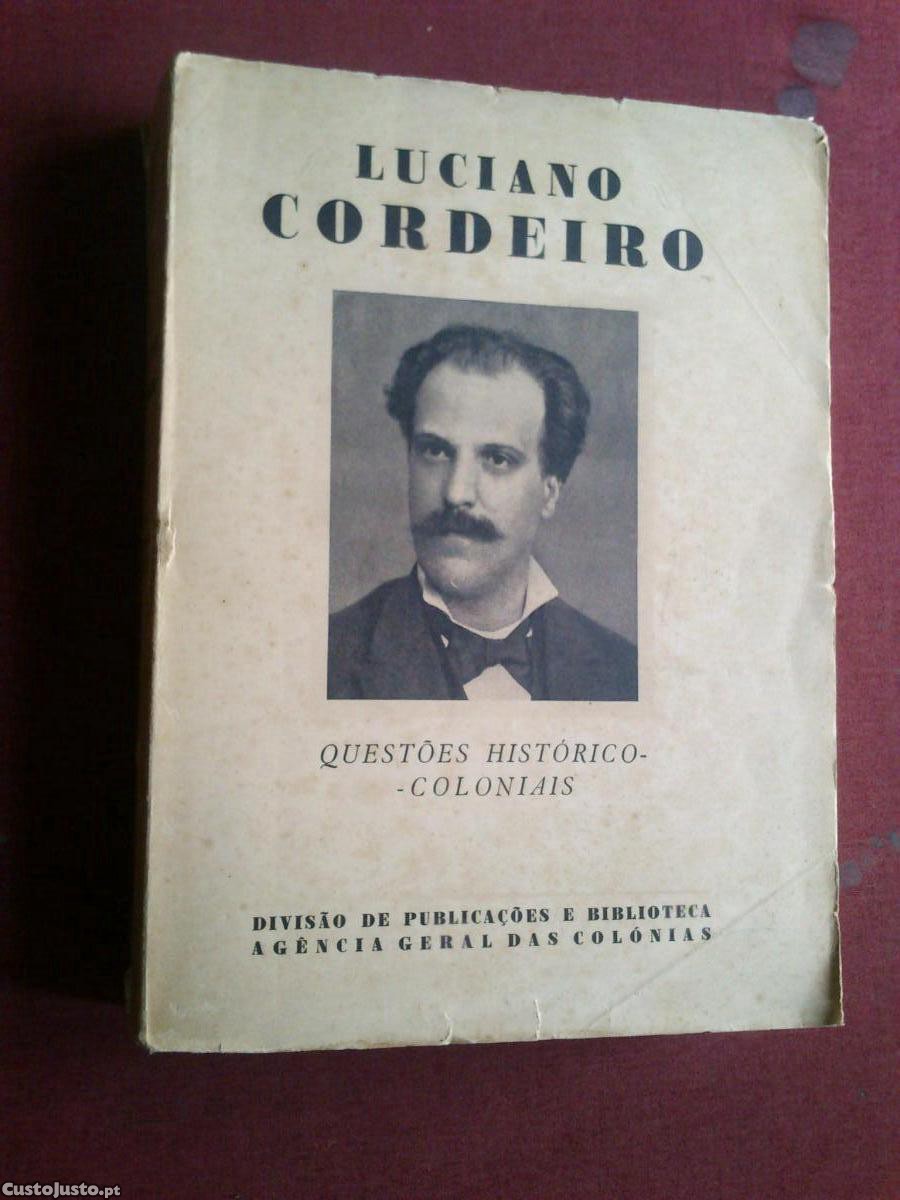 LUCIANO
CORDEIRO
QUESTÕES HISTÓRICO-
-COLONIAIS
DIVISÃO DE PUBLICAÇÕES E BIBLIOTECA
AGÊNCIA GERAL DAS COLÓNIAS
CustoJusto.pt